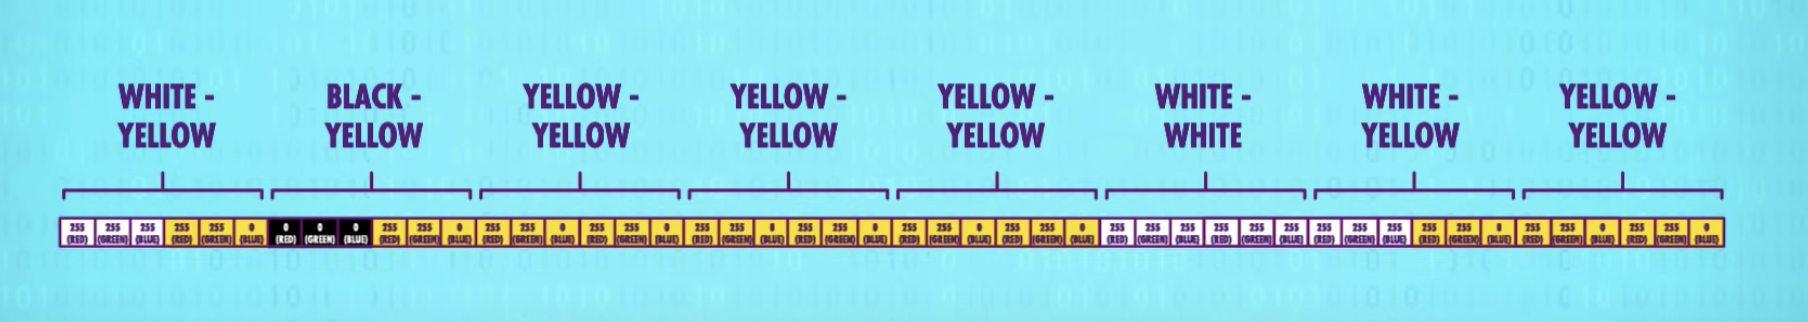 WHITE - BLACK - YELLOW - YELLOW - YELLOW - WHITE - WHITE - YELLOW -
YELLOW YELLOW YELLOW YELLOW YELLOW WHITE YELLOW YELLOW
255 255 255 255 255 0 0 0 0 255 255 0 255 255 0 255 255 0 255 255 0 255 255 0 255 255 0 255 255 0 255 255 255 255 255 255 255 255 255 255 255 0 255 255 0 255 255 0
(RED) (GREEN) (BLUE) (RED) (GREEN) (BLUE) (RED) (GREEN) (BLUE) (RED) (GREEN) (BLUE) (RED) (GREEN) (BLUE) (RED) (GREEN) (BLUE) (RED) (GREEN) (BLUE) (RED) (GREEN) (BLUE) (RED) (GREEN) (BLUE) (RED) (GREEN) (BLUE) (RED) (GREEN) (BLUE) (RED) (GREEN) (BLUE) (RED) (GREEN) (BLUE) (RED) (GREEN) (BLUE) (RED) (GREEN) (BLUE) (RED) (GREEN) (BLUE)